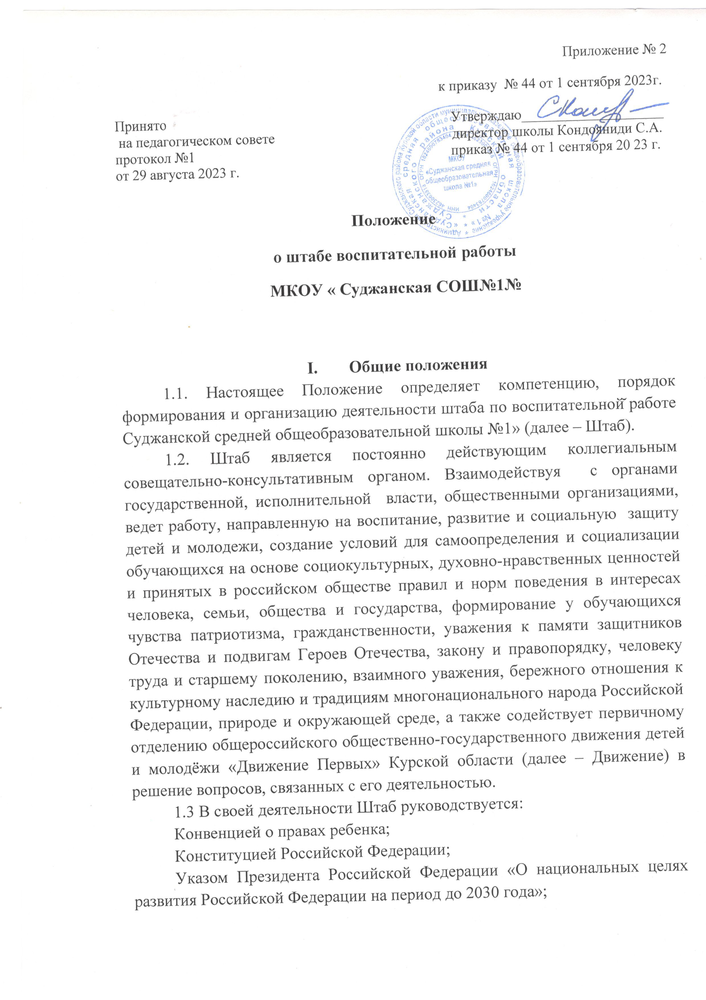 Приложение № 2
к приказу № 44 от 1 сентября 2023г.
Утверждаю
директор школы Кондояниди С.А.
приказ № 44 от 1 сентября 20 23 г.
Принято
на педагогическом совете
протокол №1
от 29 августа 2023 г.
МКОУ
«Суджанская средняя
общеобразовательная
школа №1»
Положение
о штабе воспитательной работы
МКОУ « Суджанская СОШ№1№
I. Общие положения
1.1. Настоящее Положение определяет компетенцию, порядок
формирования и организацию деятельности штаба по воспитательной работе
Суджанской средней общеобразовательной школы №1» (далее – Штаб).
1.2. Штаб является постоянно действующим коллегиальным
совещательно-консультативным органом. Взаимодействуя с органами
государственной, исполнительной власти, общественными организациями,
ведет работу, направленную на воспитание, развитие и социальную защиту
детей и молодежи, создание условий для самоопределения и социализации
обучающихся на основе социокультурных, духовно-нравственных ценностей
и принятых в российском обществе правил и норм поведения в интересах
человека, семьи, общества и государства, формирование у обучающихся
чувства патриотизма, гражданственности, уважения к памяти защитников
Отечества и подвигам Героев Отечества, закону и правопорядку, человеку
труда и старшему поколению, взаимного уважения, бережного отношения к
культурному наследию и традициям многонационального народа Российской
Федерации, природе и окружающей среде, а также содействует первичному
отделению общероссийского общественно-государственного движения детей
и молодёжи «Движение Первых» Курской области (далее – Движение) в
решение вопросов, связанных с его деятельностью.
1.3 В своей деятельности Штаб руководствуется:
Конвенцией о правах ребенка;
Конституцией Российской Федерации;
Указом Президента Российской Федерации «О национальных целях
развития Российской Федерации на период до 2030 года»;